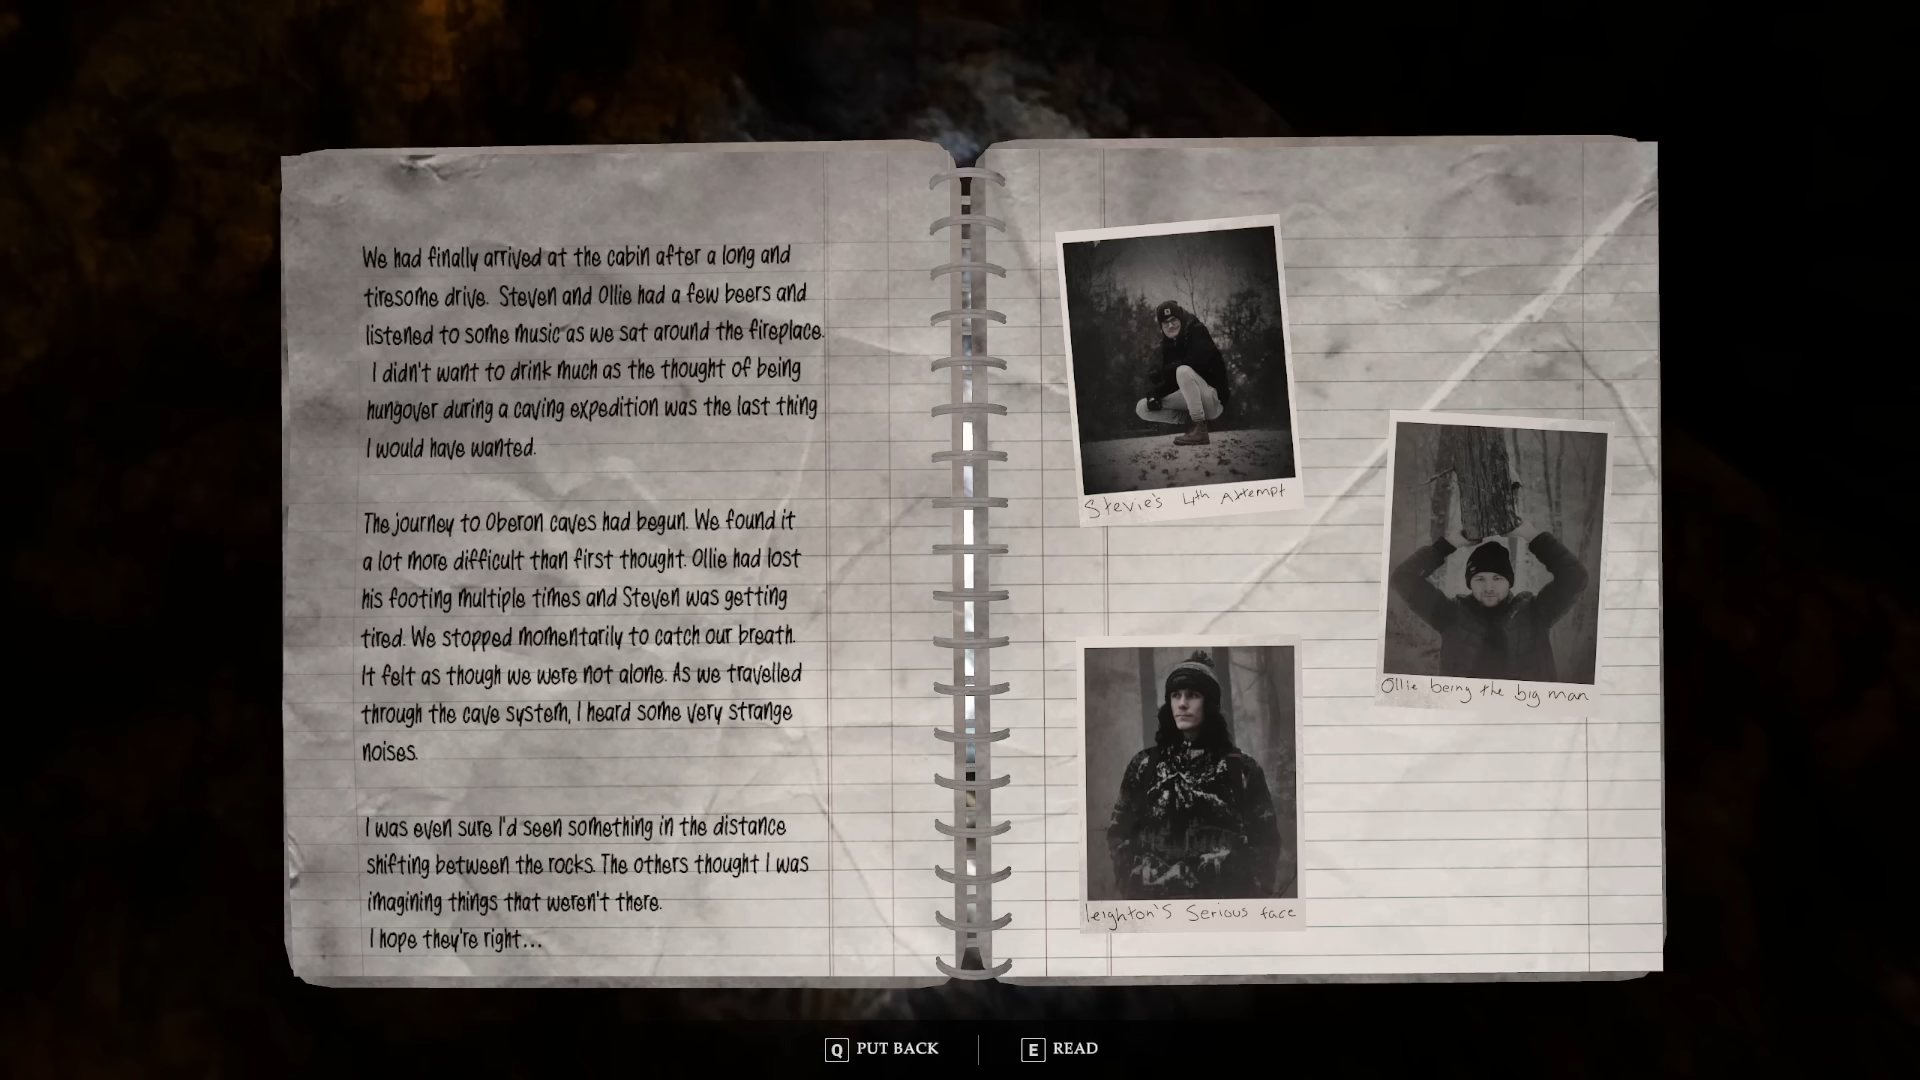 We had finally arrived at the cabin after a long and
tiresome drive. Steven and Ollie had a few beers and
listened to some music as we sat around the fireplace.
I didn't want to drink much as the thought of being
hungover during a caving expedition was the last thing
I would have wanted.
The journey to Oberon caves had begun. We found it
a lot more difficult than first thought. Ollie had lost
his footing multiple times and Steven was getting
tired. We stopped momentarily to catch our breath.
It felt as though we were not alone. As we travelled
through the cave system, I heard some very strange
noises.
I was even sure I'd seen something in the distance
shifting between the rocks. The others thought I was
imagining things that weren't there.
I hope they're right...
Stevie's 4th Attempt
Ollie being the big man
leighton's Serious face
Q PUT BACK
E READ